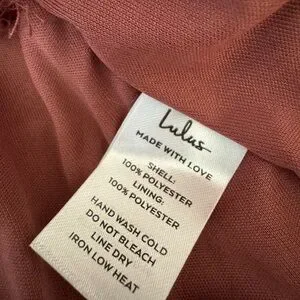 Lulus
MADE WITH LOVE
SHELL:
100% POLYESTER
LINING:
100% POLYESTER
HAND WASH COLD
DO NOT BLEACH
LINE DRY
IRON LOW HEAT